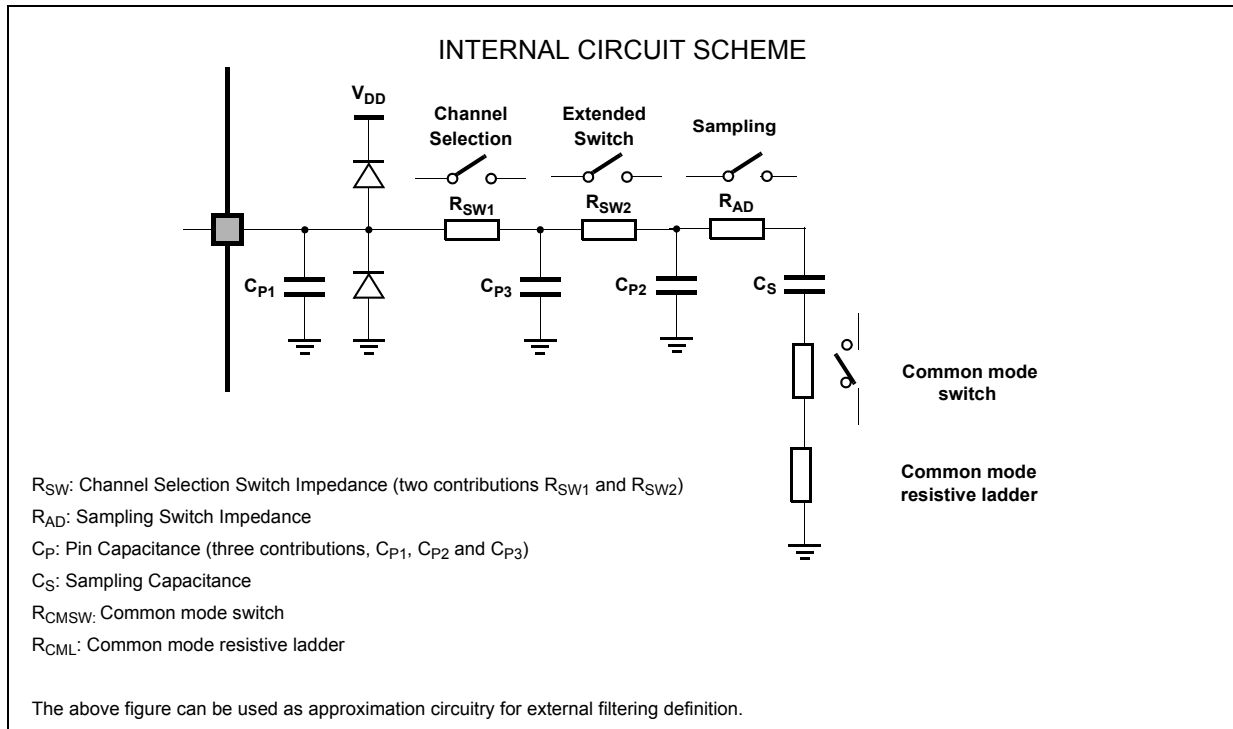 INTERNAL CIRCUIT SCHEME
VDD
Channel
Selection
Extended
Switch
Sampling
RSW1
RSW2
RAD
CP1
CP3
CP2
CS
Common mode
switch
Common mode
resistive ladder
RSW: Channel Selection Switch Impedance (two contributions RSW1 and RSW2)
RAD: Sampling Switch Impedance
CP: Pin Capacitance (three contributions, CP1, CP2 and CP3)
CS: Sampling Capacitance
RCMSW: Common mode switch
RCML: Common mode resistive ladder
The above figure can be used as approximation circuitry for external filtering definition.